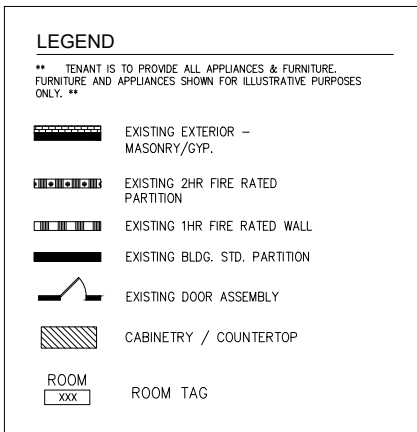 LEGEND
** TENANT IS TO PROVIDE ALL APPLIANCES & FURNITURE.
FURNITURE AND APPLIANCES SHOWN FOR ILLUSTRATIVE PURPOSES
ONLY. **
EXISTING EXTERIOR –
MASONRY/GYP.
EXISTING 2HR FIRE RATED
PARTITION
EXISTING 1HR FIRE RATED WALL
EXISTING BLDG. STD. PARTITION
EXISTING DOOR ASSEMBLY
CABINETRY / COUNTERTOP
ROOM
XXX
ROOM TAG